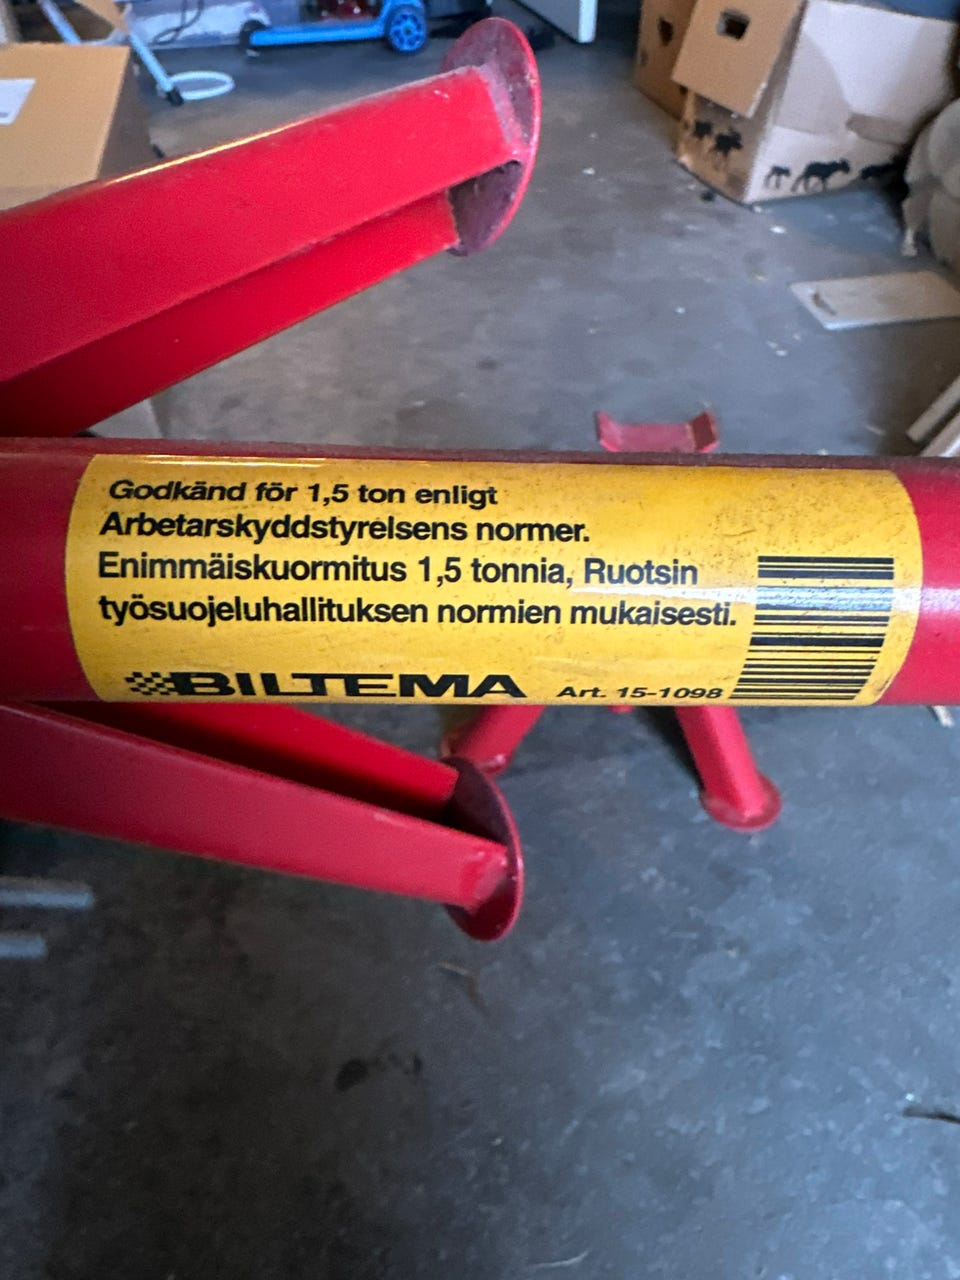 Godkänd för 1,5 ton enligt
Arbetarskyddstyrelsens normer.
Enimmäiskuormitus 1,5 tonnia, Ruotsin
työsuojeluhallituksen normien mukaisesti.
BILTEMA Art. 15-1098